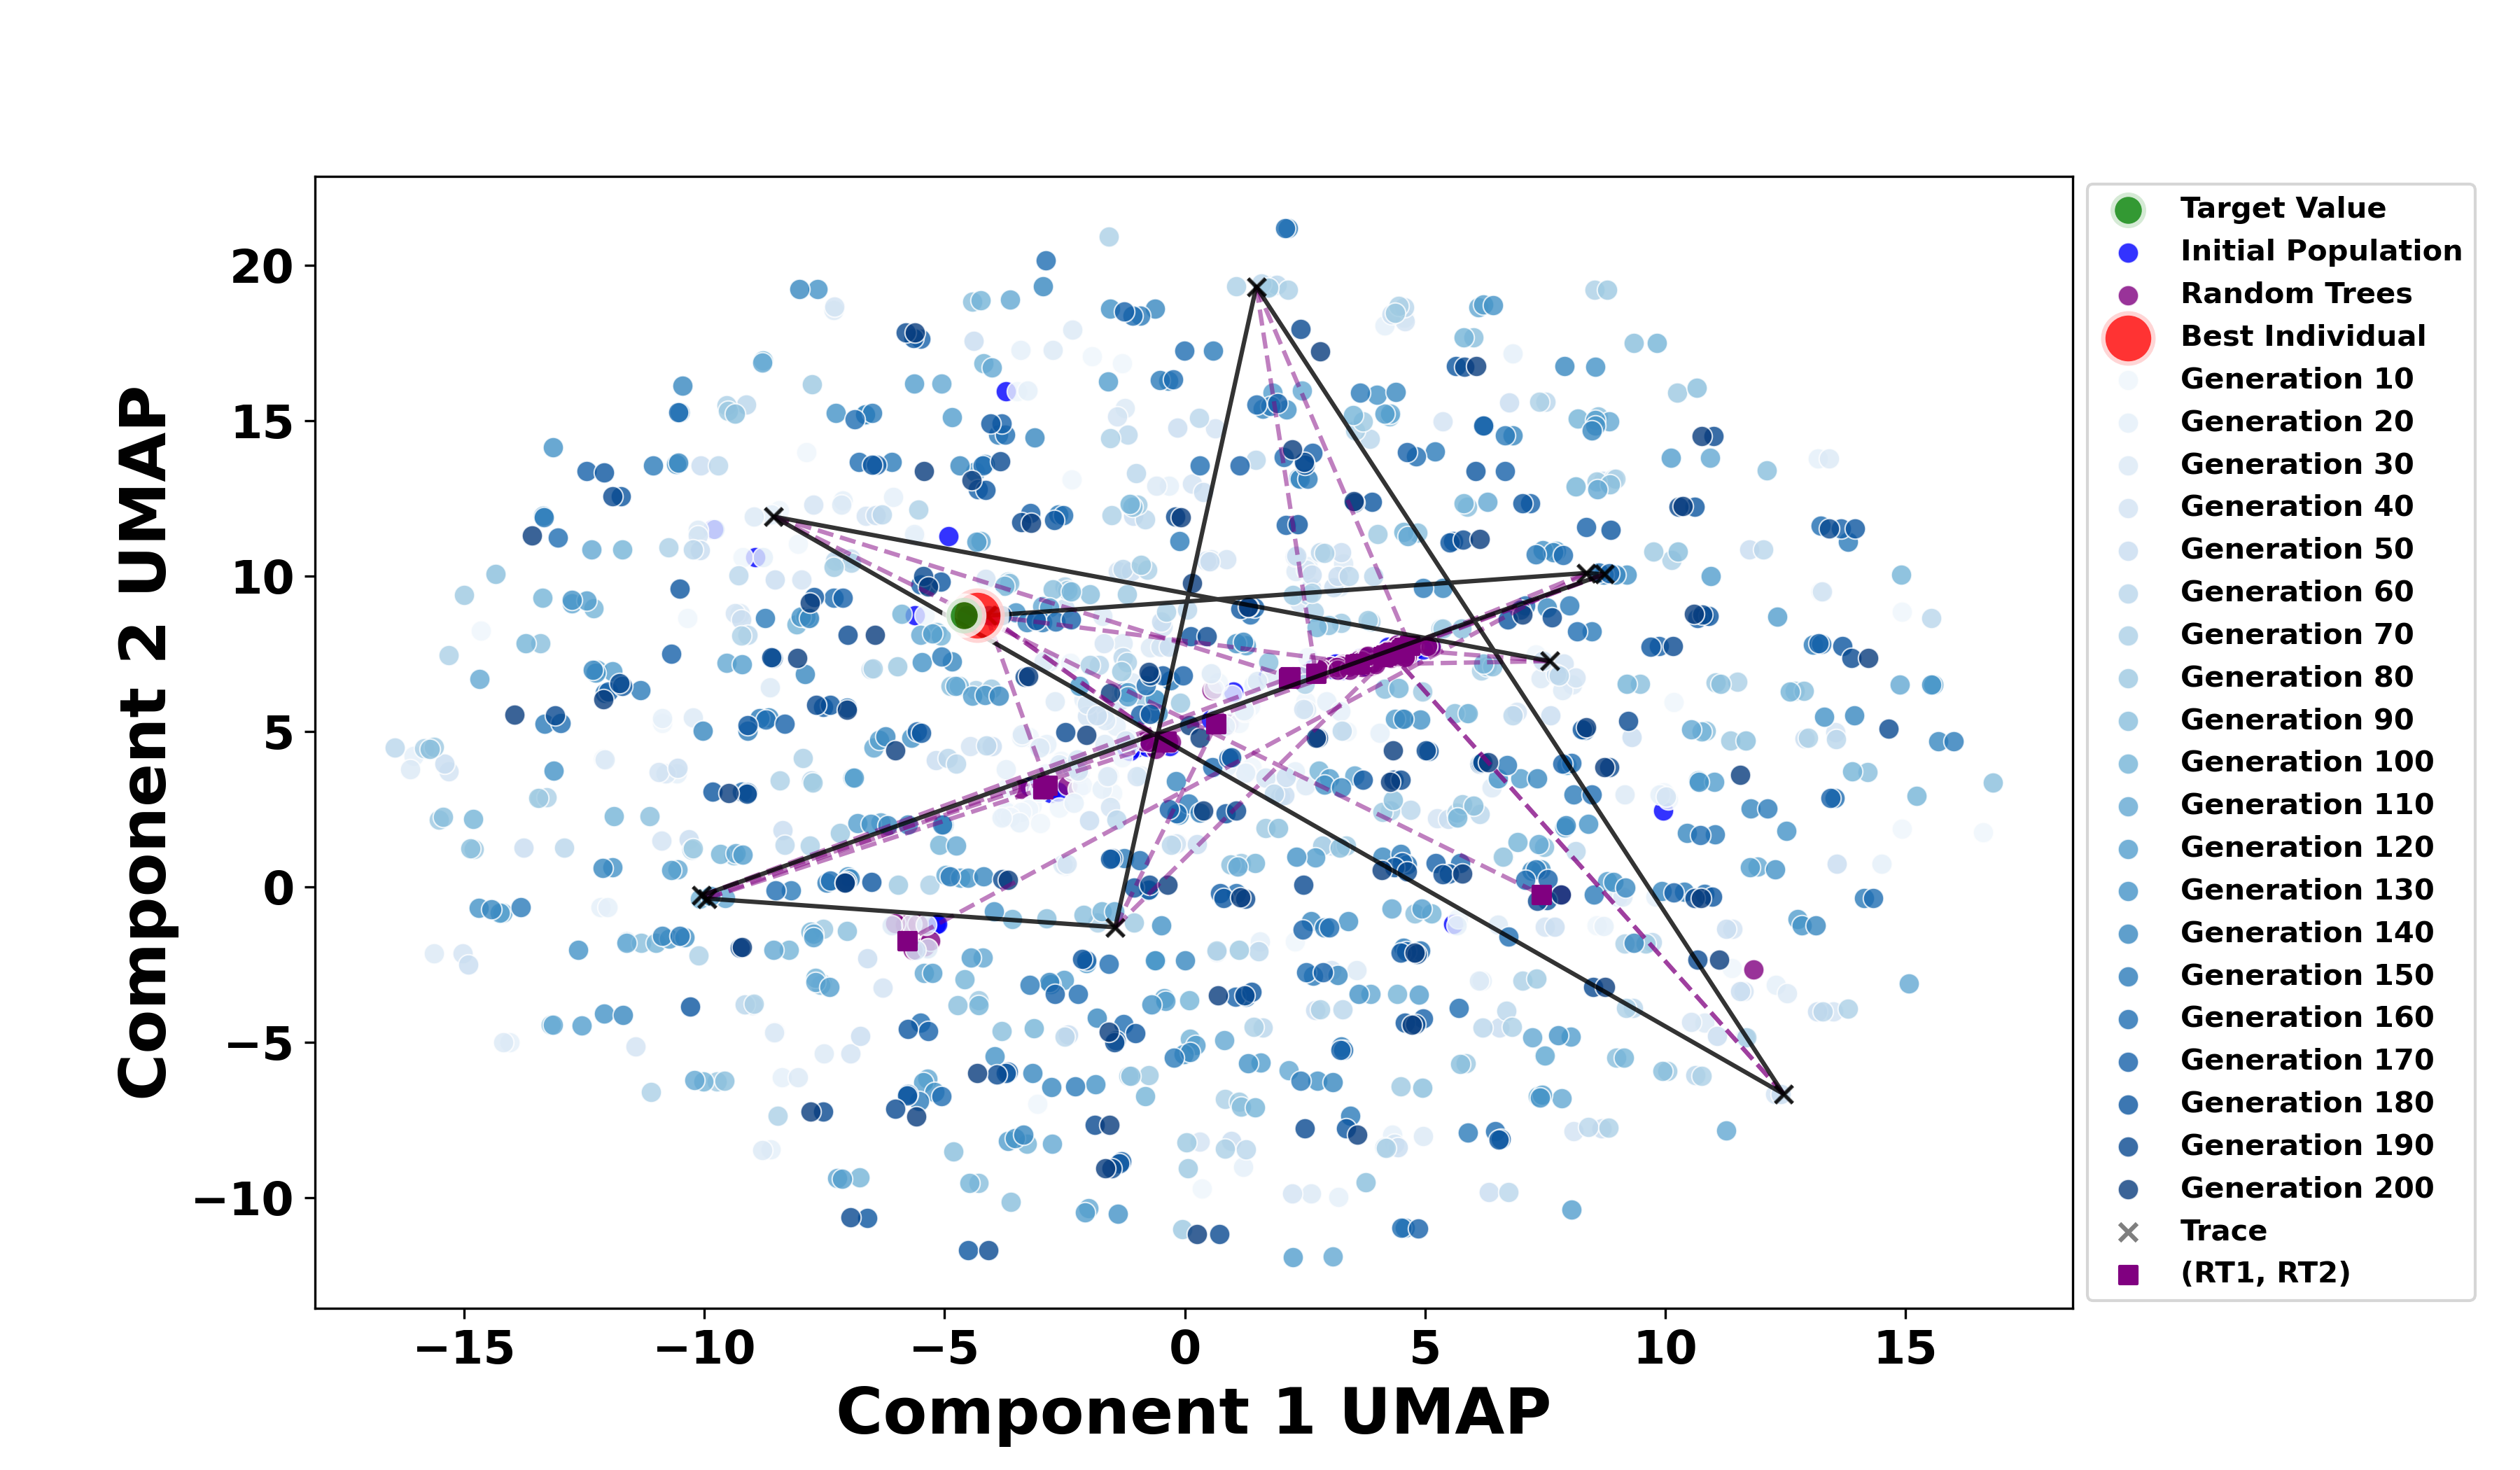 Component 2 UMAP
20
15
10
5
0
−5
−10
−15
−10
−5
0
5
10
15
Component 1 UMAP
Target Value
Initial Population
Random Trees
Best Individual
Generation 10
Generation 20
Generation 30
Generation 40
Generation 50
Generation 60
Generation 70
Generation 80
Generation 90
Generation 100
Generation 110
Generation 120
Generation 130
Generation 140
Generation 150
Generation 160
Generation 170
Generation 180
Generation 190
Generation 200
Trace
(RT1, RT2)